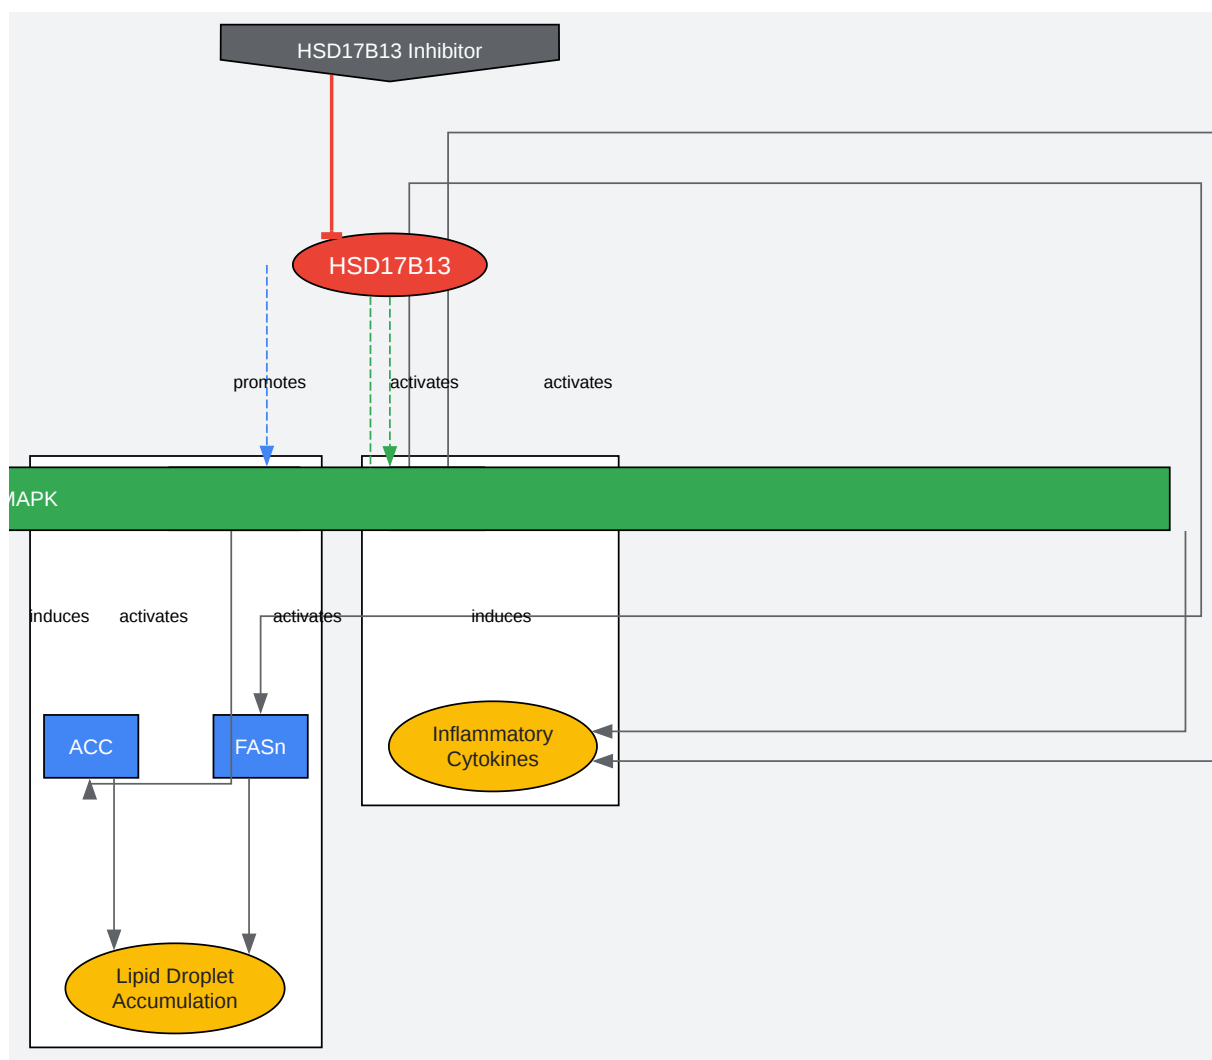 HSD17B13 Inhibitor
HSD17B13
promotes
activates
activates
MAPK
induces
activates
activates
induces
ACC
FASn
Inflammatory
Cytokines
Lipid Droplet
Accumulation